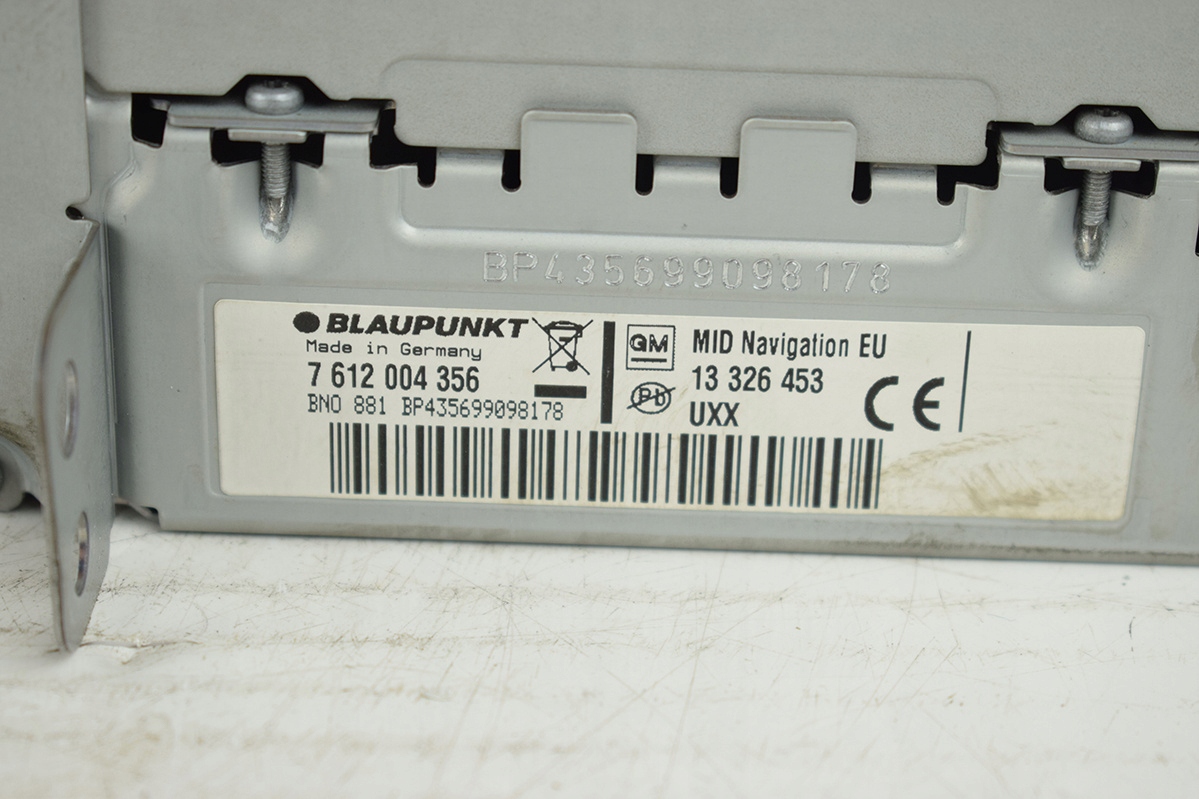 BP435699098178
BLAUPUNKT
Made in Germany
7 612 004 356
BNO 881 BP435699098178
GM
MID Navigation EU
13 326 453
Pb
UXX
CE